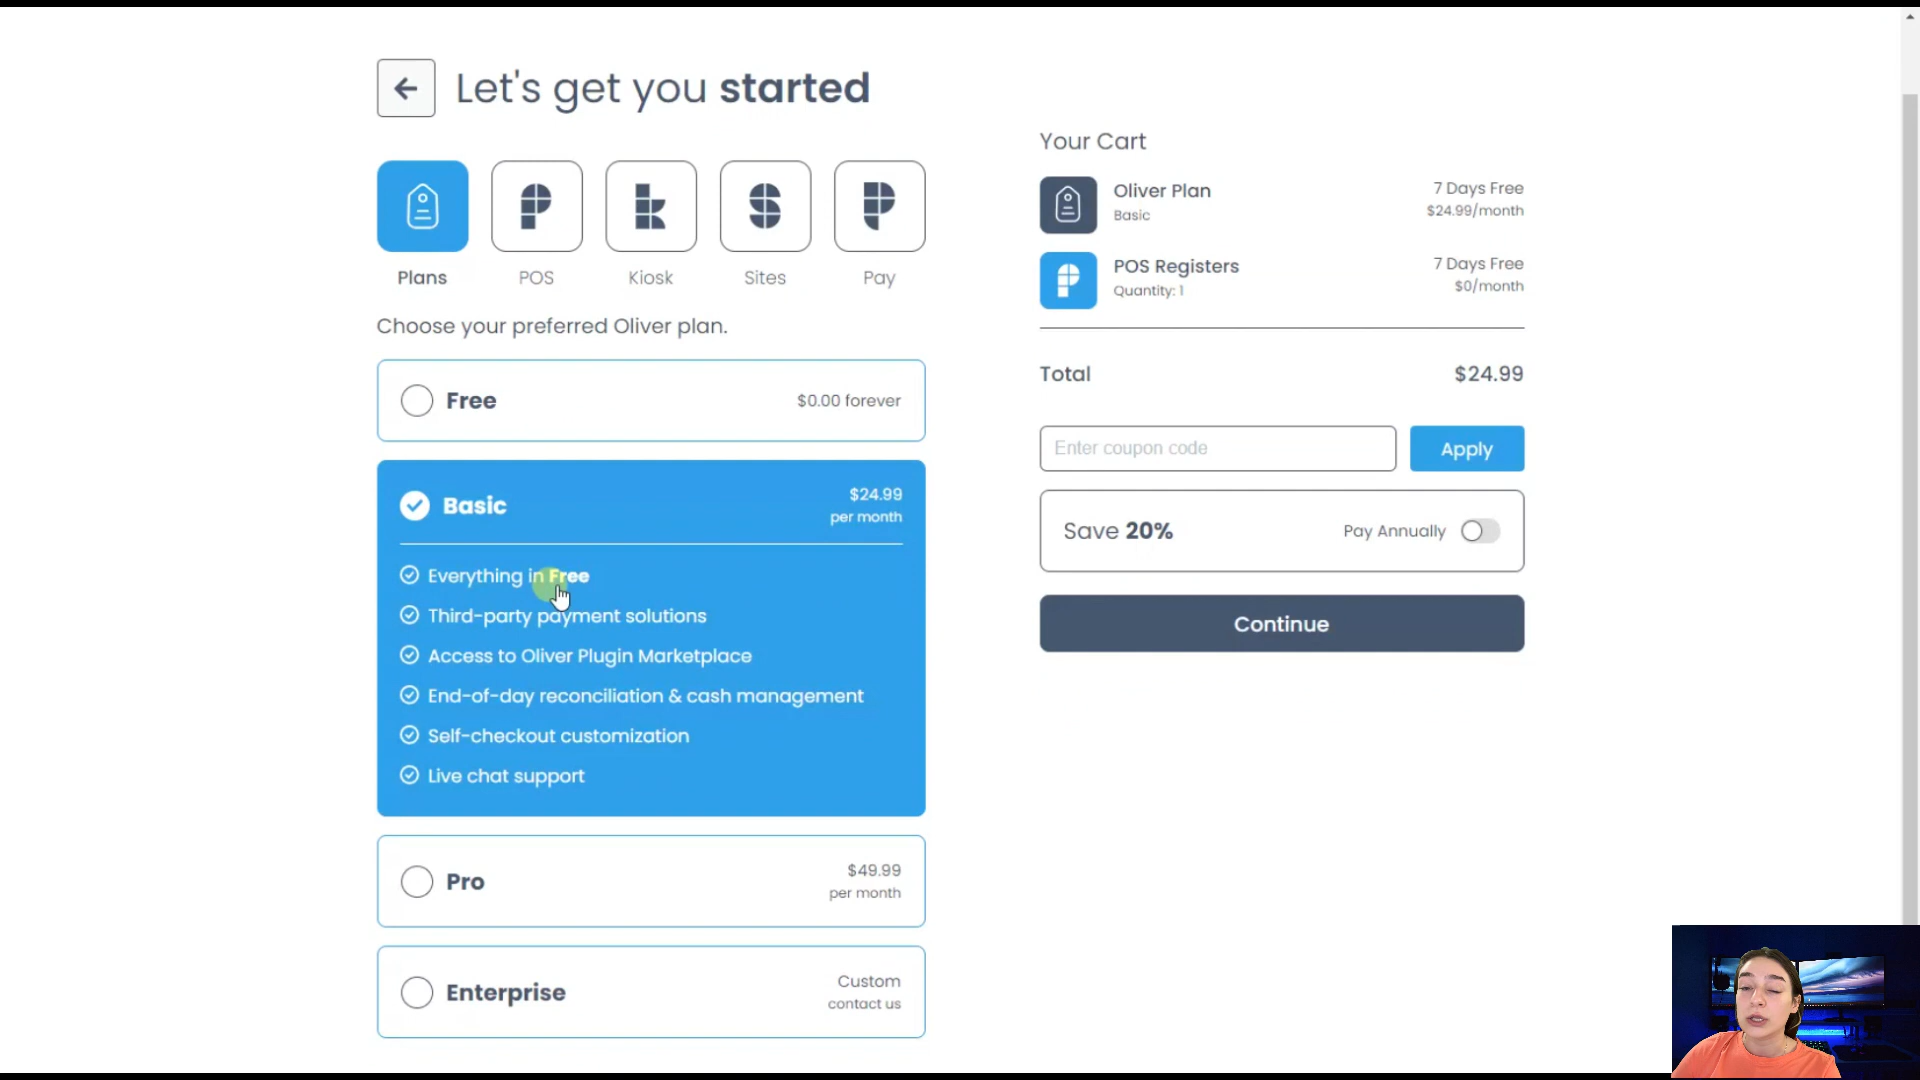 Let's get you started
Plans
POS
Kiosk
Sites
Pay
Choose your preferred Oliver plan.
Free
$0.00 forever
Basic
$24.99
per month
Everything in Free
Third-party payment solutions
Access to Oliver Plugin Marketplace
End-of-day reconciliation & cash management
Self-checkout customization
Live chat support
Pro
$49.99
per month
Enterprise
Custom
contact us
Your Cart
Oliver Plan
Basic
7 Days Free
$24.99/month
POS Registers
Quantity: 1
7 Days Free
$0/month
Total
$24.99
Enter coupon code
Apply
Save 20%
Pay Annually
Continue